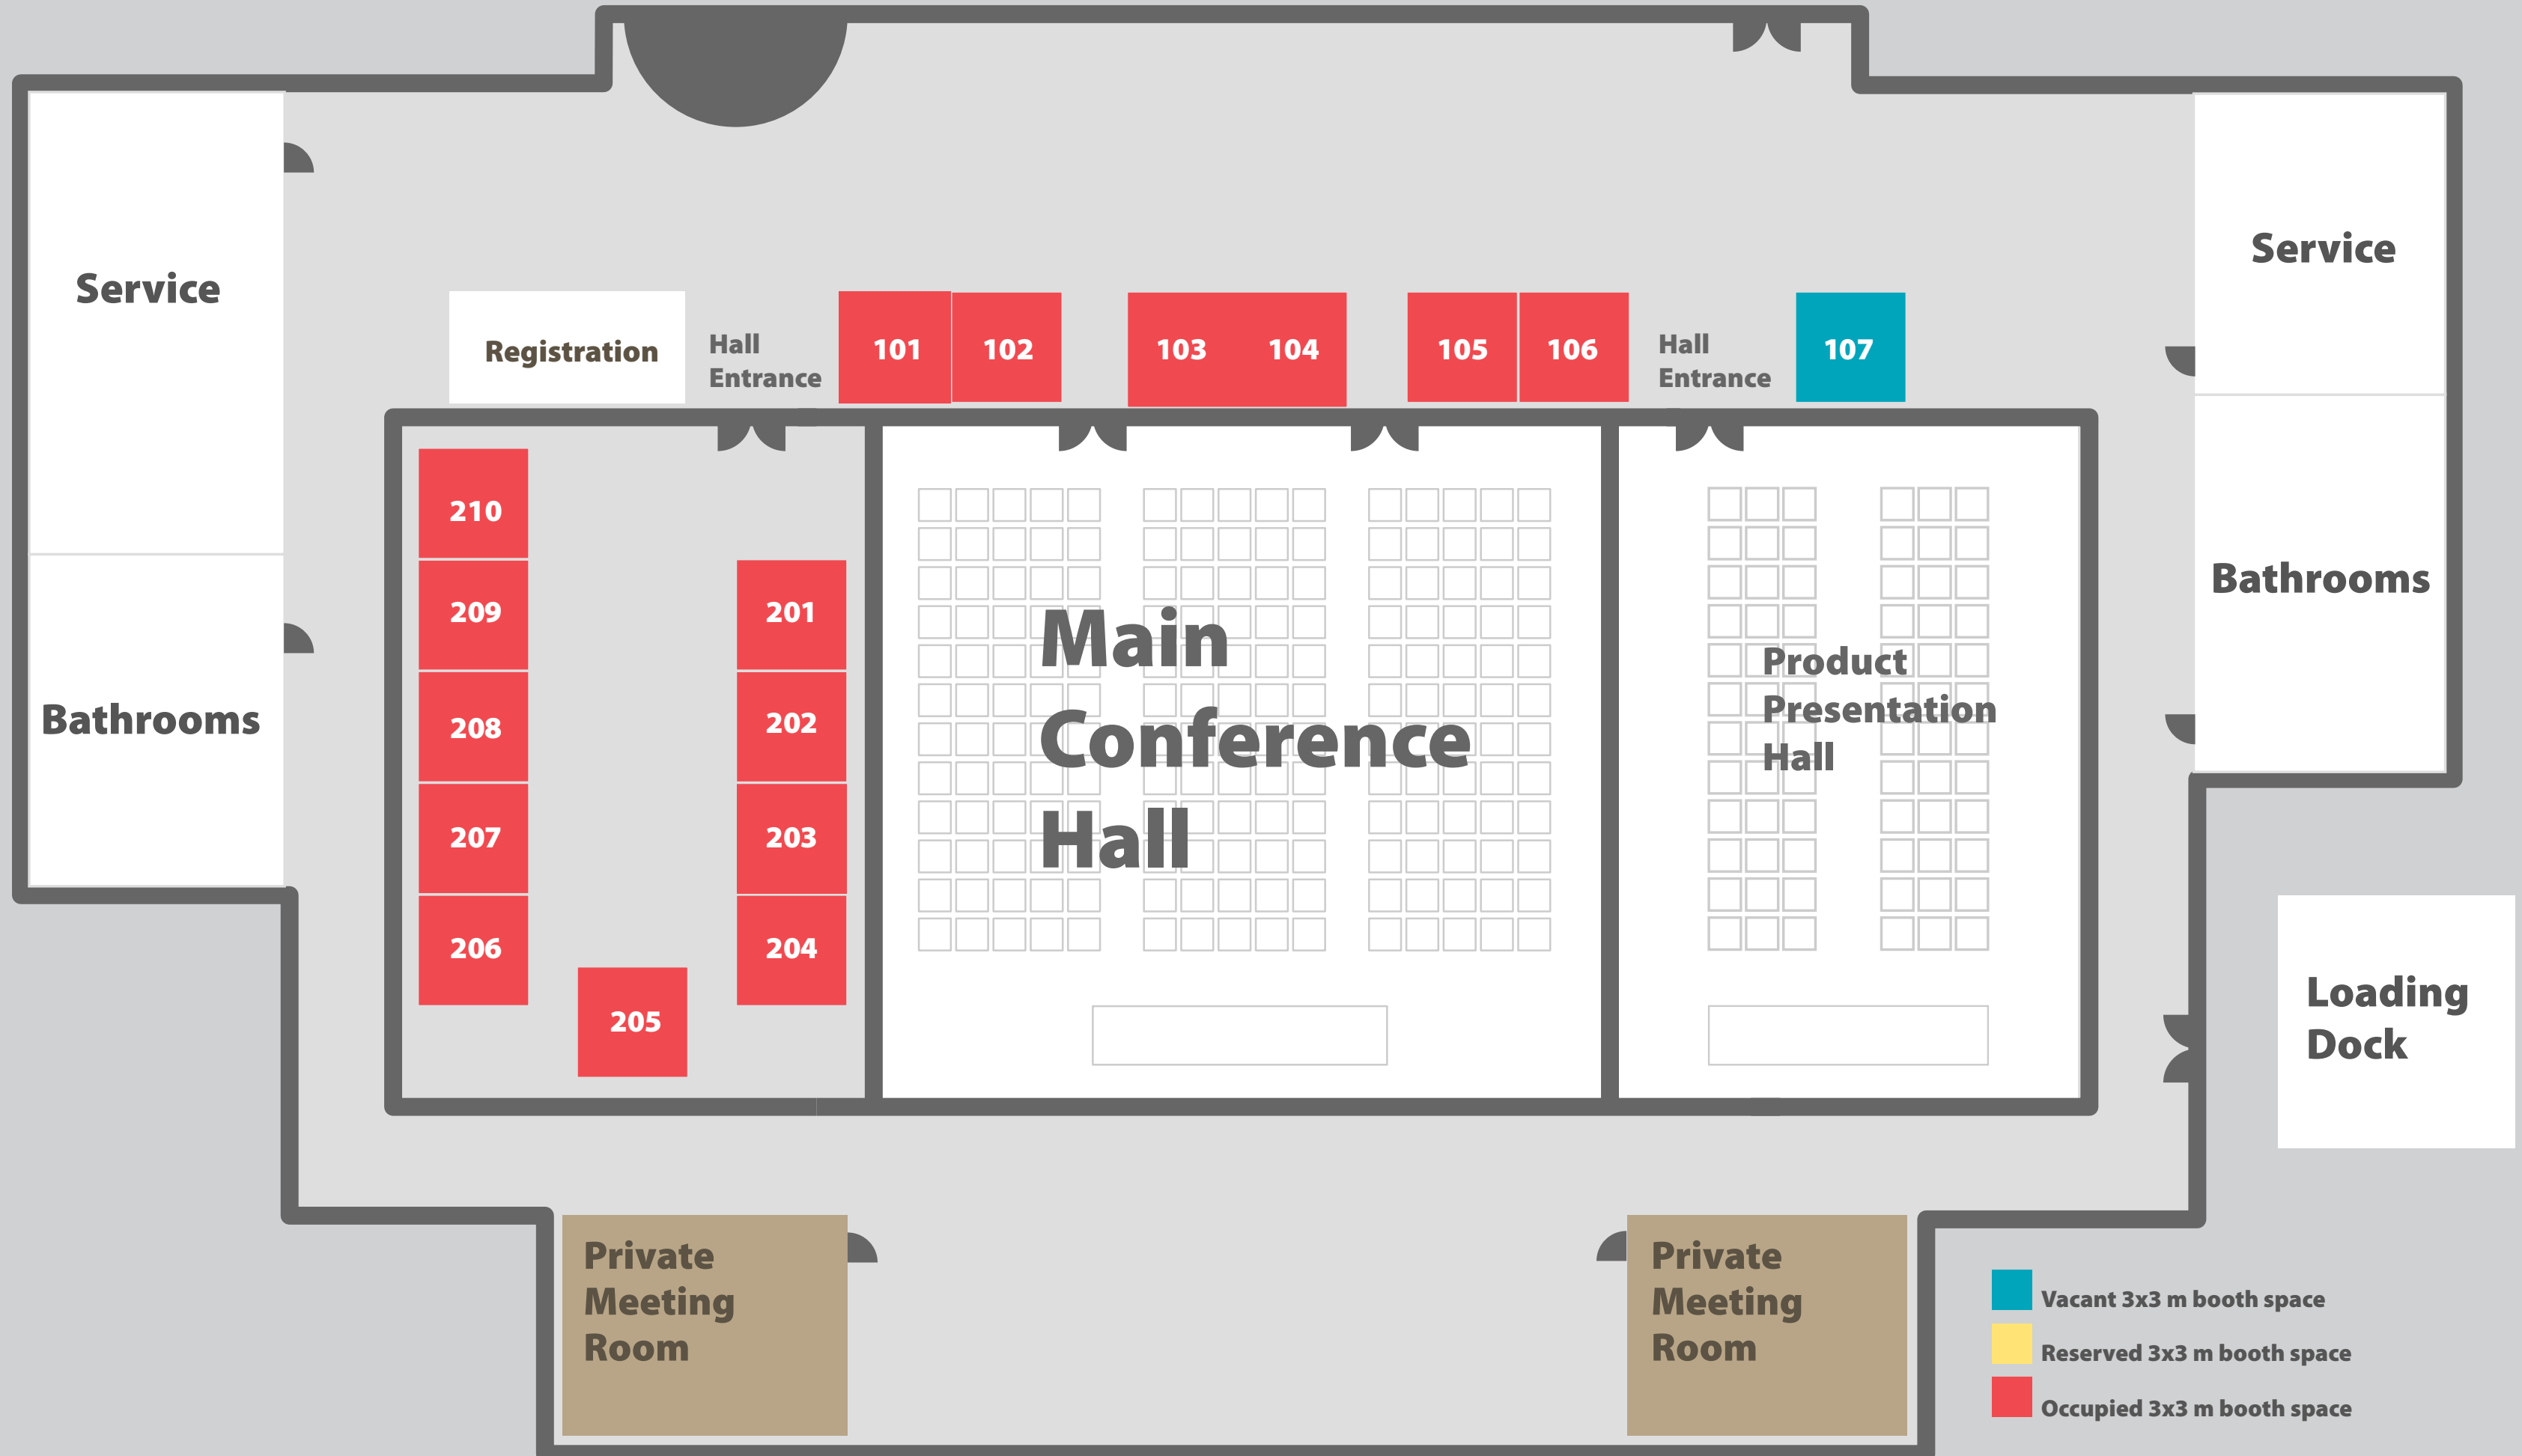 Service
Service
Registration
Hall
Entrance
101
102
103
104
105
106
Hall
Entrance
107
210
209
208
207
206
205
201
202
203
204
Main
Conference
Hall
Product
Presentation
Hall
Bathrooms
Bathrooms
Loading
Dock
Private
Meeting
Room
Private
Meeting
Room
Vacant 3x3 m booth space
Reserved 3x3 m booth space
Occupied 3x3 m booth space